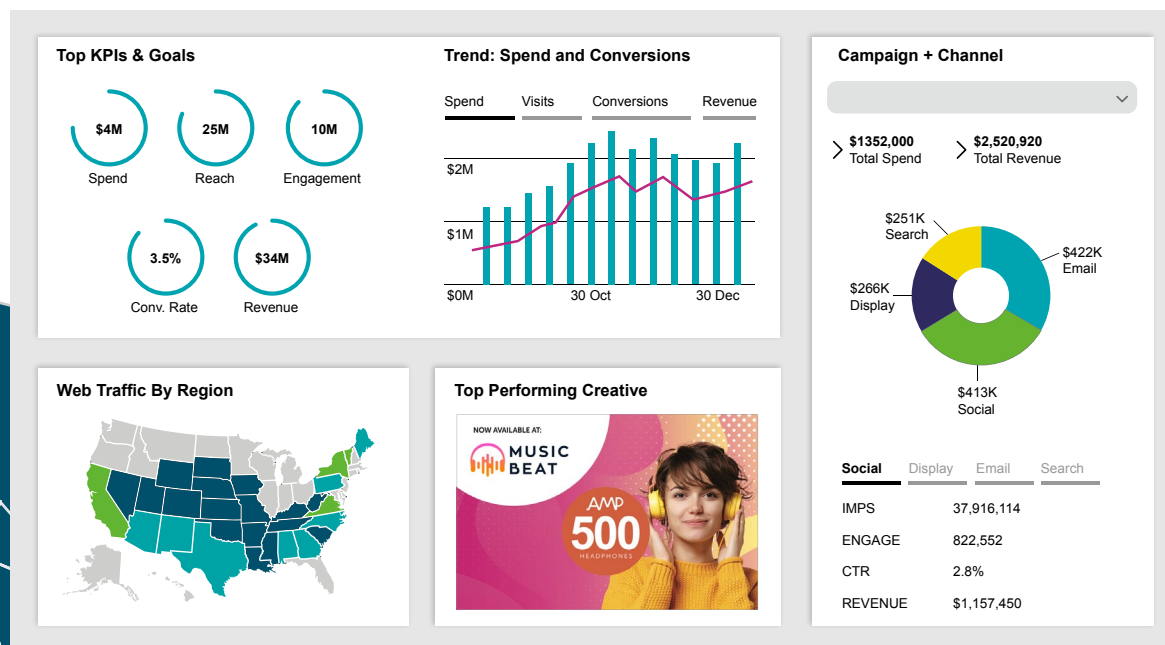 Top KPIs & Goals
$4M
Spend
25M
Reach
10M
Engagement
3.5%
Conv. Rate
$34M
Revenue
Trend: Spend and Conversions
Spend Visits Conversions Revenue
$2M
$1M
$0M
30 Oct 30 Dec
Campaign + Channel
$1352,000
Total Spend
$2,520,920
Total Revenue
$251K
Search
$422K
Email
$266K
Display
$413K
Social
Social Display Email Search
IMPS 37,916,114
ENGAGE 822,552
CTR 2.8%
REVENUE $1,157,450
Web Traffic By Region
Top Performing Creative
NOW AVAILABLE AT:
MUSIC
BEAT
AMP
500
HEADPHONES